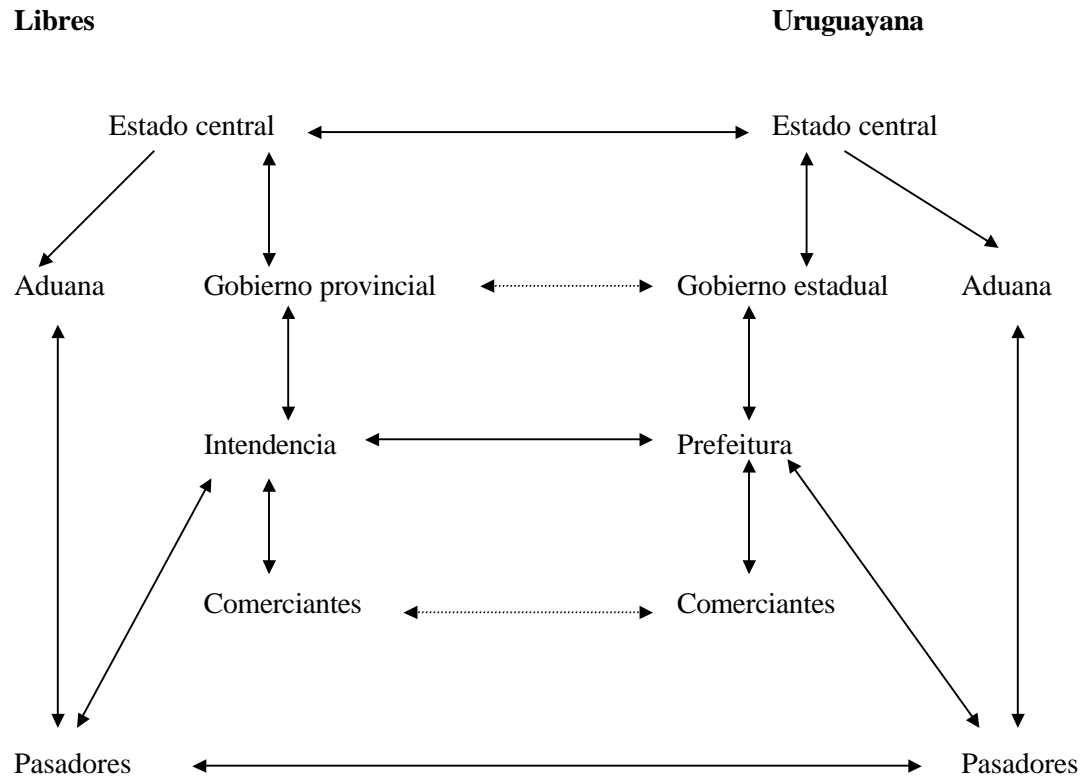 Libres Uruguayana
Estado central Estado central
Aduana Gobierno provincial Gobierno estadual Aduana
Intendencia Prefeitura
Comerciantes Comerciantes
Pasadores Pasadores